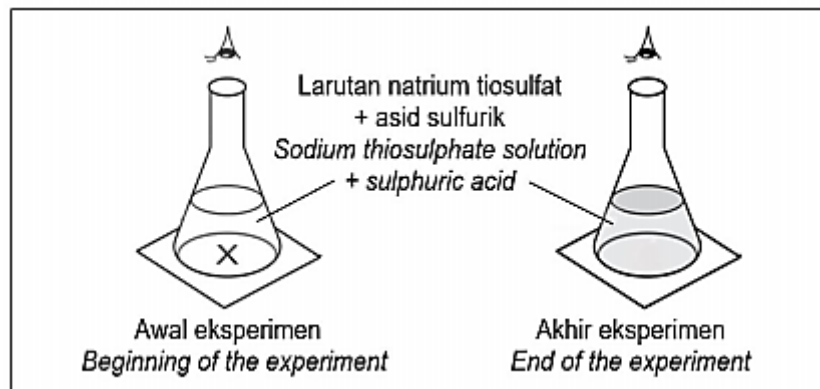 Larutan natrium tiosulfat
+ asid sulfurik
Sodium thiosulphate solution
+ sulphuric acid
X
Awal eksperimen
Beginning of the experiment
Akhir eksperimen
End of the experiment